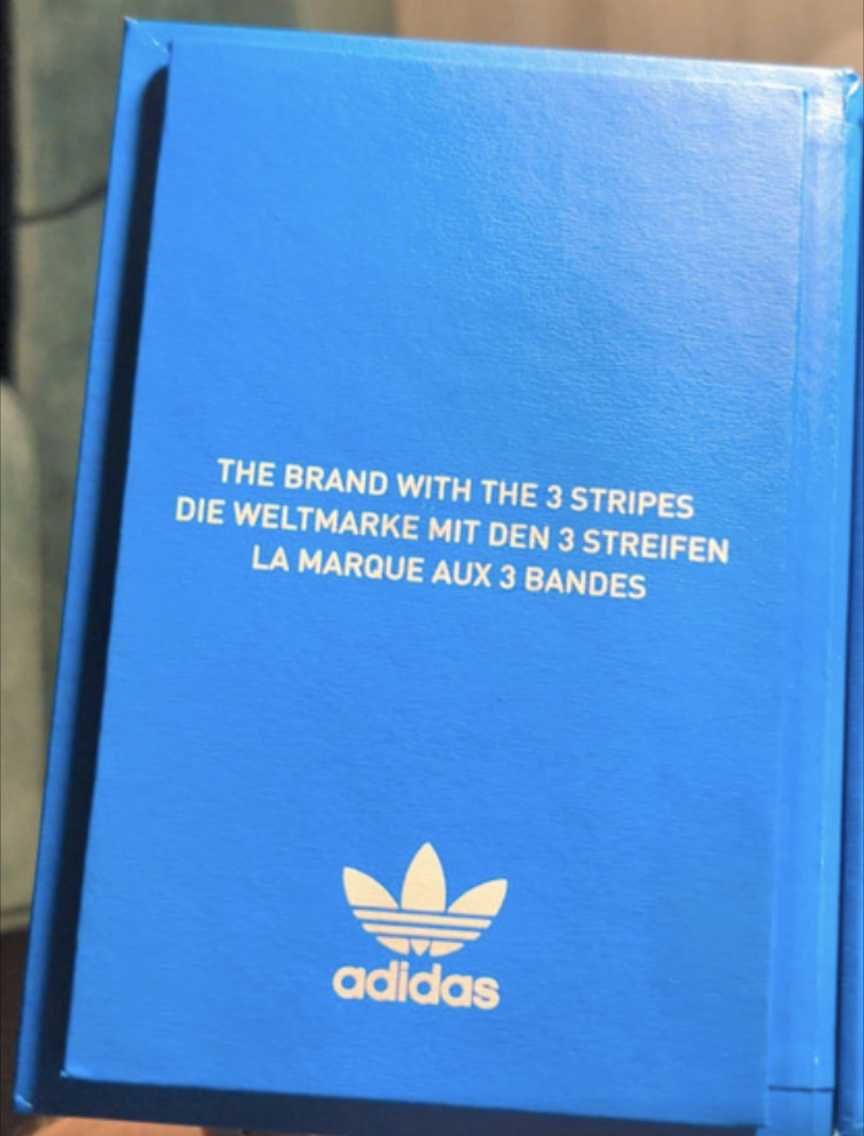 THE BRAND WITH THE 3 STRIPES
DIE WELTMARKE MIT DEN 3 STREIFEN
LA MARQUE AUX 3 BANDES
adidas